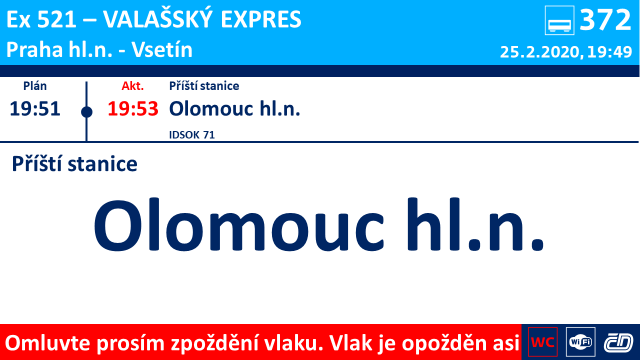 Ex 521 – VALAŠSKÝ EXPRES
372
Praha hl.n. - Vsetín
25.2.2020, 19:49
Plán
Akt.
Příští stanice
19:51
19:53
Olomouc hl.n.
IDSOK 71
Příští stanice
Olomouc hl.n.
Omluvte prosím zpoždění vlaku. Vlak je opožděn asi
WC
WiFi
ČD